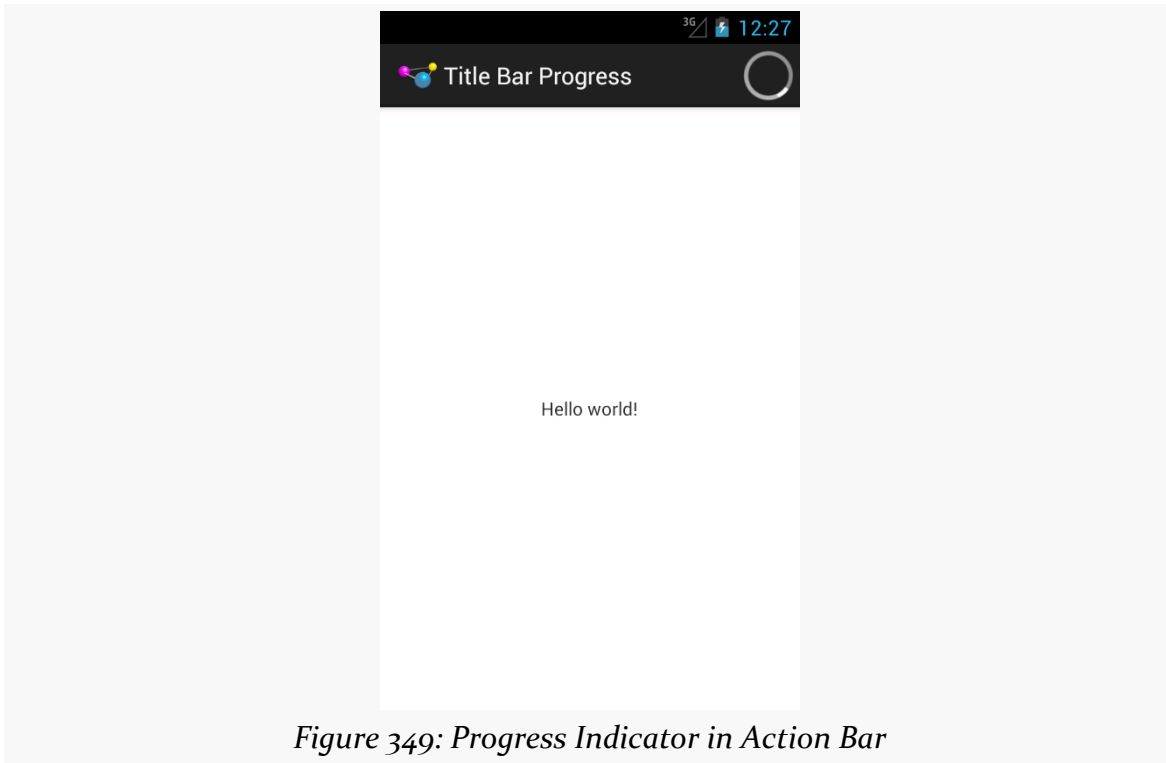 3G 12:27
Title Bar Progress
Hello world!
Figure 349: Progress Indicator in Action Bar